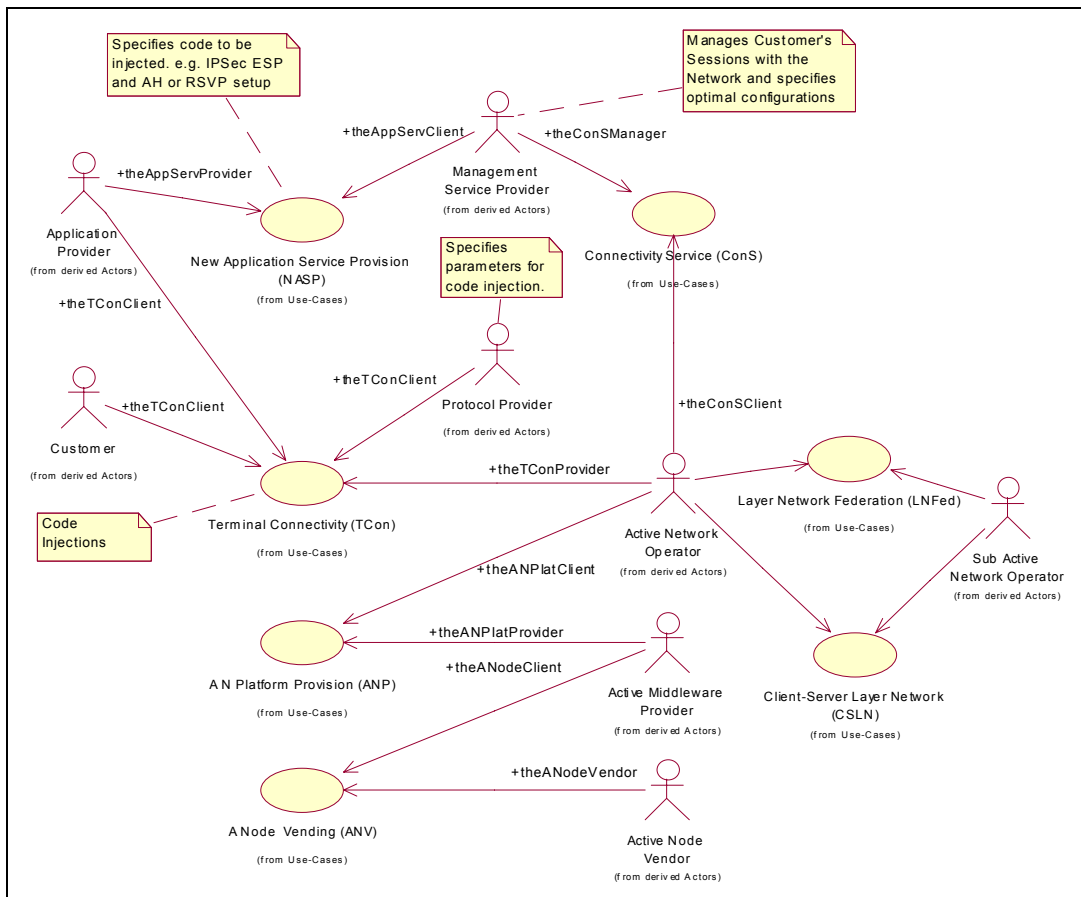 Specifies code to be
injected. e.g. IPSec ESP
and AH or RSVP setup
Manages Customer's
Sessions with the
Network and specifies
optimal configurations
+theAppServClient
+theConSManager
Management
Service Provider
(from derived Actors)
+theAppServProvider
Application
Provider
(from derived Actors)
New Application Service Provision
(NASP)
(from Use-Cases)
Specifies
parameters for
code injection.
Connectivity Service (ConS)
(from Use-Cases)
+theTConClient
+theTConClient
Protocol Provider
(from derived Actors)
+theConSClient
+theTConClient
Customer
(from derived Actors)
+theTConProvider
Code
Injections
Terminal Connectivity (TCon)
(from Use-Cases)
Active Network
Operator
(from derived Actors)
Layer Network Federation (LNFed)
(from Use-Cases)
Sub Active
Network Operator
(from derived Actors)
+theANPlatClient
+theANPlatProvider
+theANodeClient
AN Platform Provision (ANP)
(from Use-Cases)
Active Middleware
Provider
(from derived Actors)
Client-Server Layer Network
(CSLN)
(from Use-Cases)
+theANodeVendor
A Node Vending (ANV)
(from Use-Cases)
Active Node
Vendor
(from derived Actors)